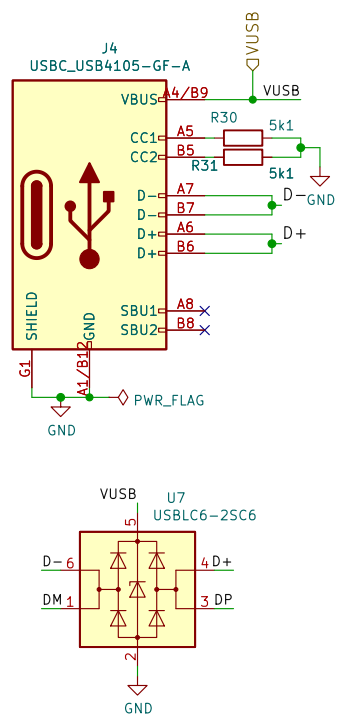 VUSB
J4
USBC_USB4105-GF-A
VBUS A4/B9 VUSB
R30 5k1
CC1 A5
CC2 B5
R31 5k1
GND
D- A7 D-
D- B7
D+ A6 D+
D+ B6
SBU1 A8
SBU2 B8
SHIELD GND
G1 A1/B12
PWR_FLAG
GND
VUSB U7
USBLC6-2SC6
5
D- 6 4 D+
DM 1 3 DP
2
GND